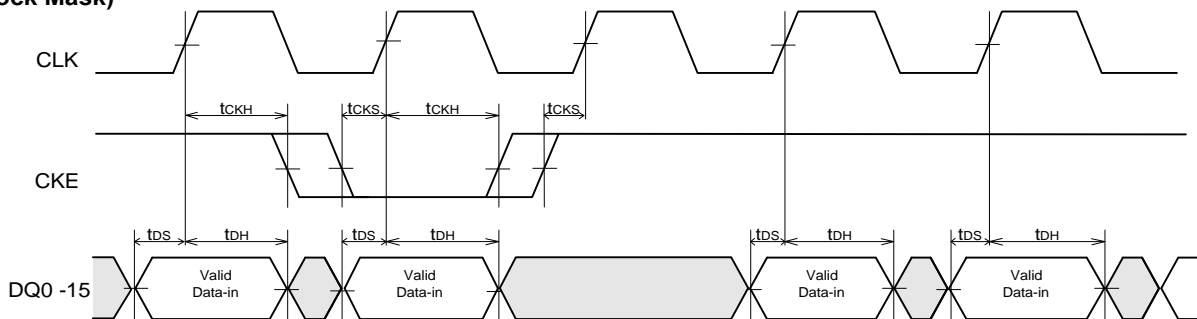 ock Mask)
CLK
tCKH tCKS tCKH tCKS
CKE
tDS tDH tDS tDH tDS tDH tDS tDH
DQ0 -15
Valid Data-in
Valid Data-in
Valid Data-in
Valid Data-in